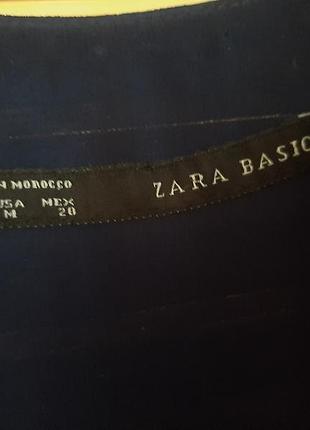 N MOROCCO
ZARA BASIC
USA MEX
M 28